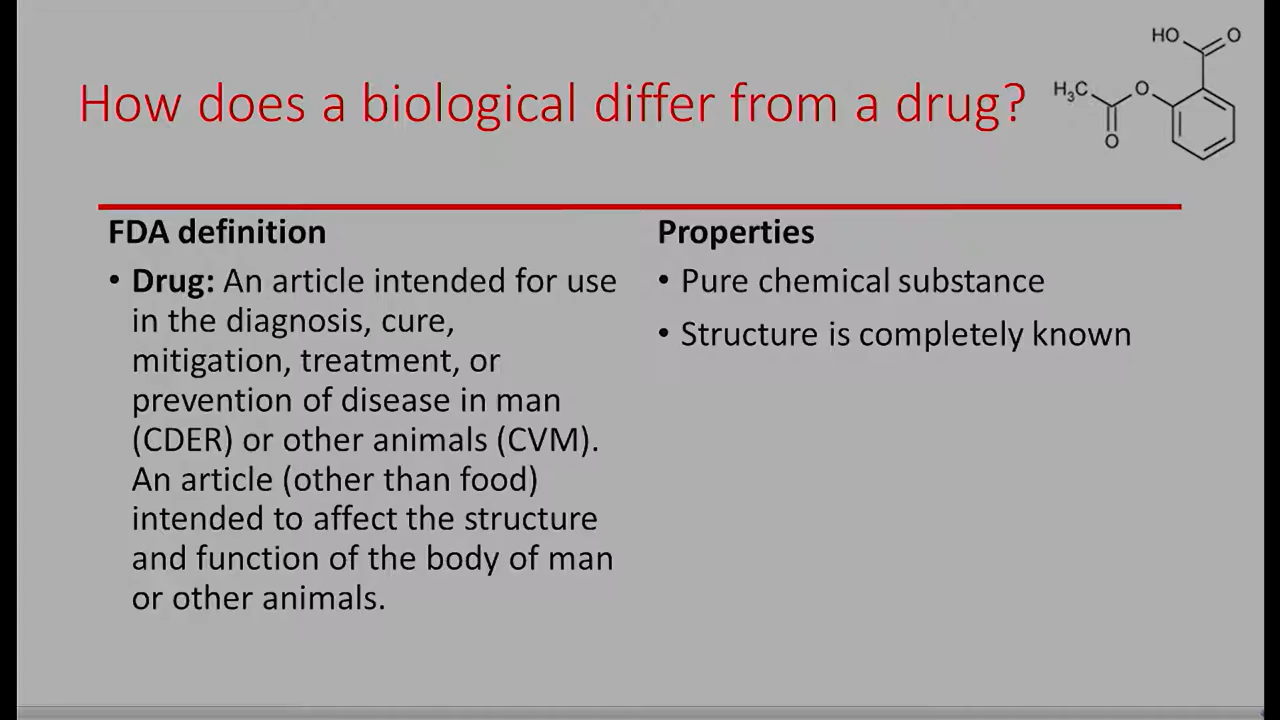 How does a biological differ from a drug?
HO
O
H3C
O
O
FDA definition
• Drug: An article intended for use
in the diagnosis, cure,
mitigation, treatment, or
prevention of disease in man
(CDER) or other animals (CVM).
An article (other than food)
intended to affect the structure
and function of the body of man
or other animals.
Properties
• Pure chemical substance
• Structure is completely known